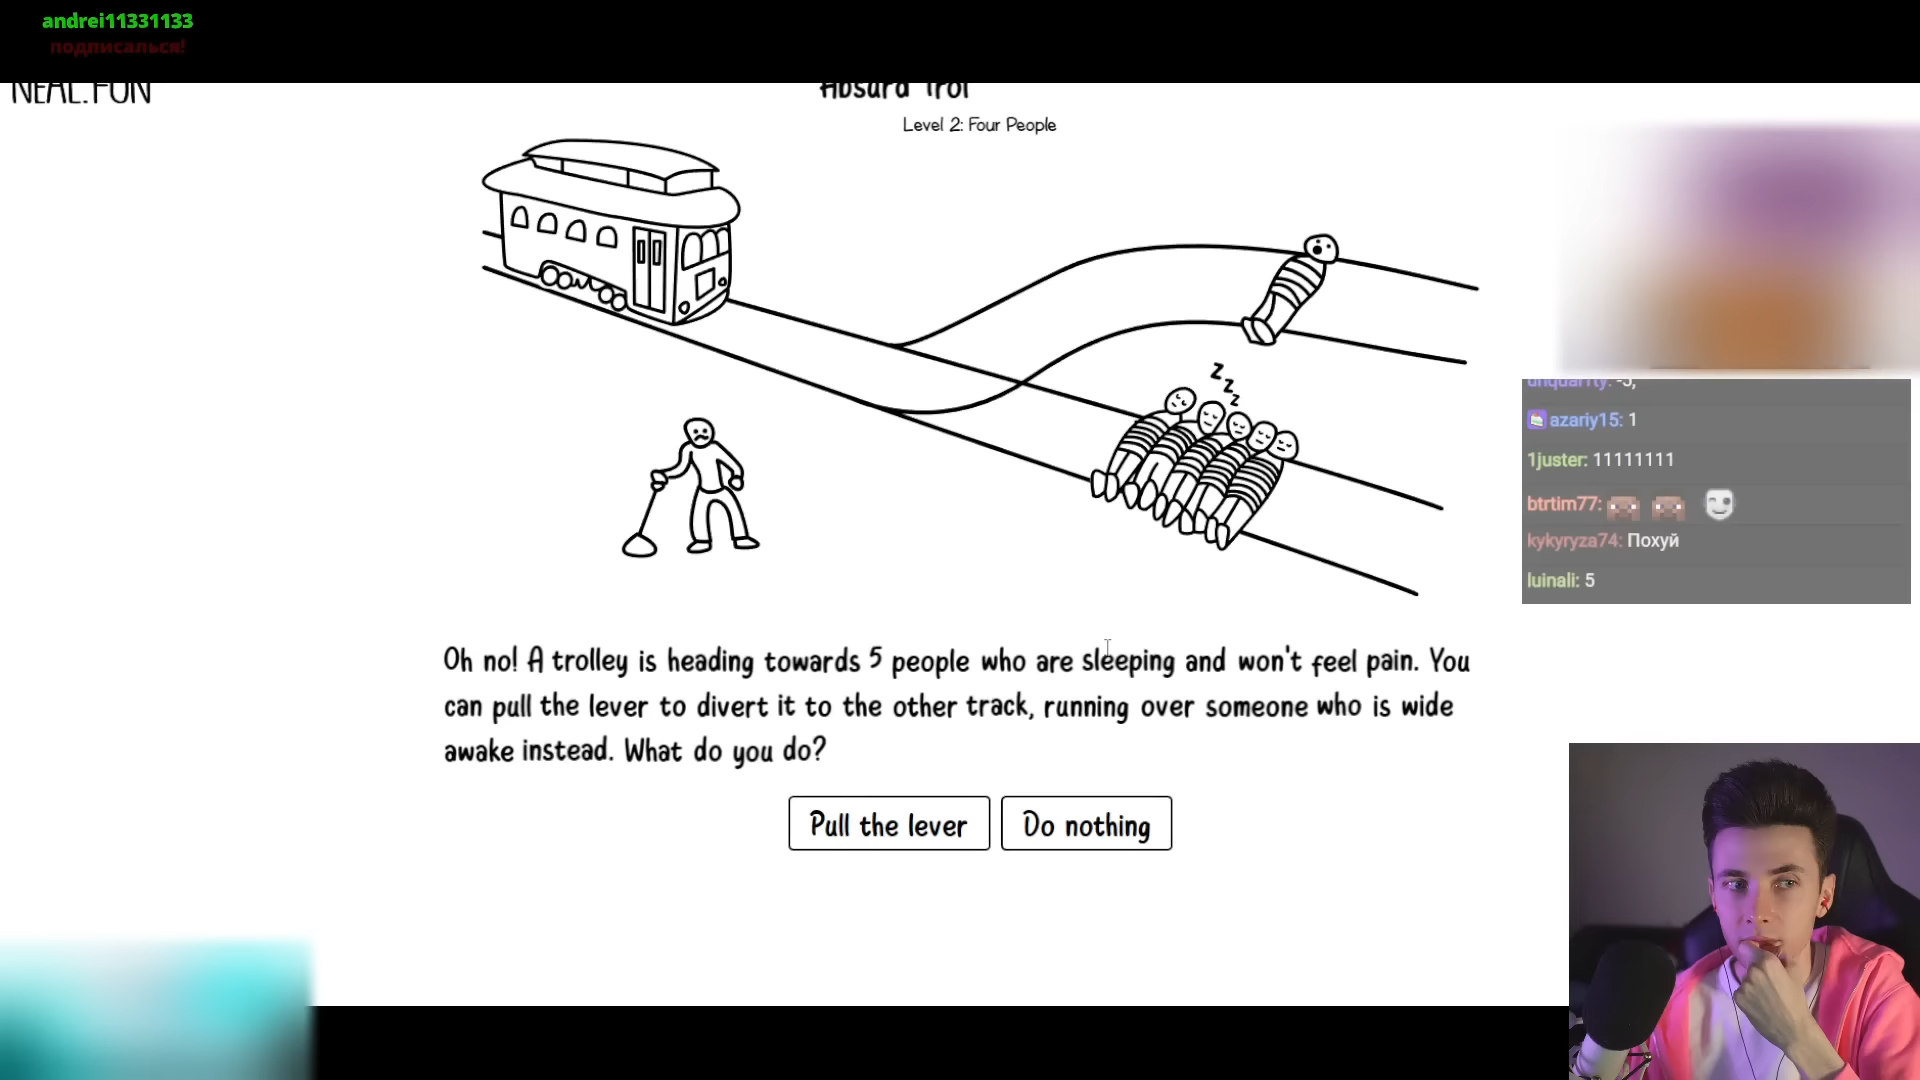 andrei11331133
подписалься!
NEAL.FUN
Absurd Trol
Level 2: Four People
z
z
z
azariy15: 1
1juster: 11111111
btrtim77:
kykyryza74: Похуй
luinali: 5
Oh no! A trolley is heading towards 5 people who are sleeping and won't feel pain. You
can pull the lever to divert it to the other track, running over someone who is wide
awake instead. What do you do?
Pull the lever
Do nothing